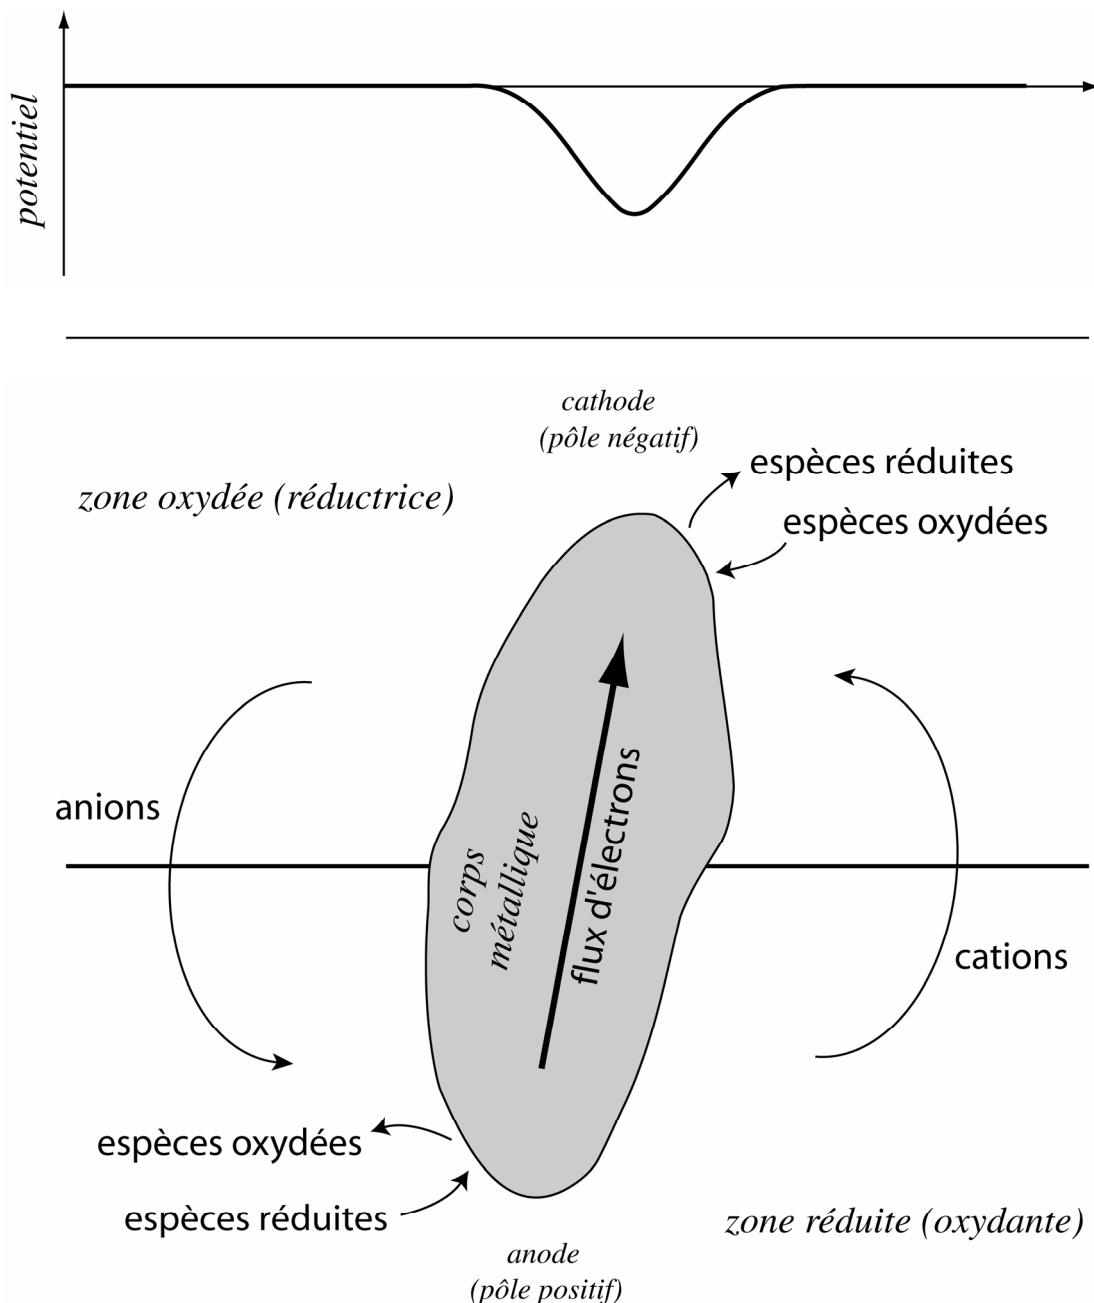 potentiel
cathode
(pôle négatif)
espèces réduites
zone oxydée (réductrice)
espèces oxydées
anions
corps
métallique
flux d'électrons
cations
espèces oxydées
espèces réduites
zone réduite (oxydante)
anode
(pôle positif)